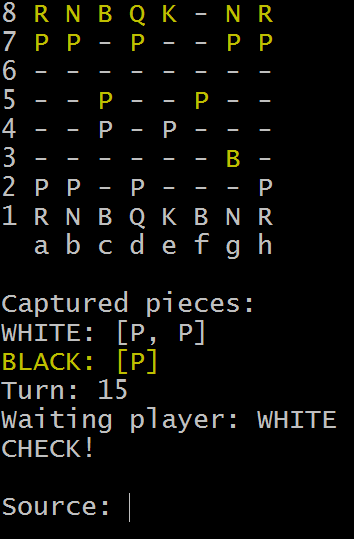 8 R N B Q K - N R
7 P P - P - - P P
6 - - - - - - - -
5 - - P - - P - -
4 - - P - P - - -
3 - - - - - - B -
2 P P - P - - - P
1 R N B Q K B N R
a b c d e f g h
Captured pieces:
WHITE: [P, P]
BLACK: [P]
Turn: 15
Waiting player: WHITE
CHECK!
Source: